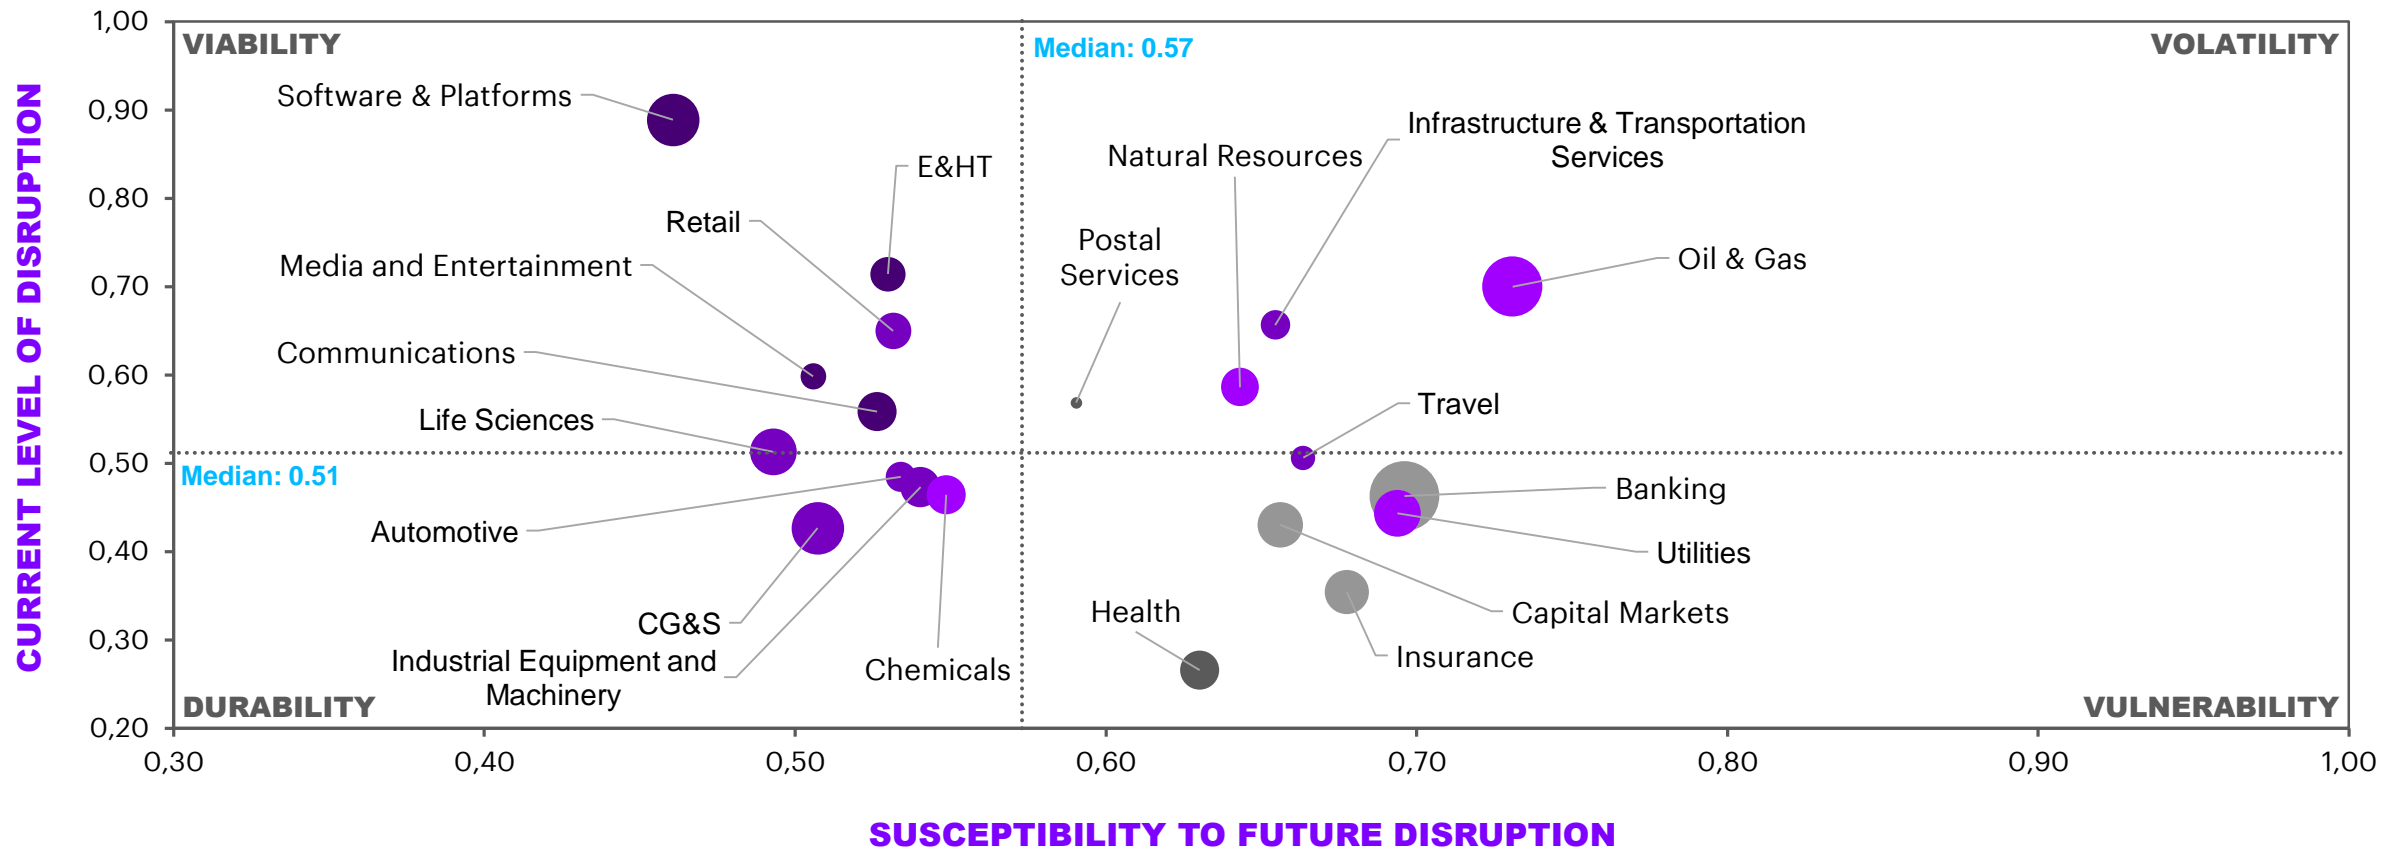 CURRENT LEVEL OF DISRUPTION
1,00
0,90
0,80
0,70
0,60
0,50
0,40
0,30
0,20
VIABILITY
Median: 0.57
VOLATILITY
Software & Platforms
E&HT
Retail
Media and Entertainment
Communications
Life Sciences
Median: 0.51
Natural Resources
Infrastructure & Transportation
Services
Postal
Services
Oil & Gas
Travel
Automotive
CG&S
Industrial Equipment and
Machinery
Chemicals
Banking
Utilities
Capital Markets
Health
Insurance
DURABILITY
VULNERABILITY
0,30
0,40
0,50
0,60
0,70
0,80
0,90
1,00
SUSCEPTIBILITY TO FUTURE DISRUPTION